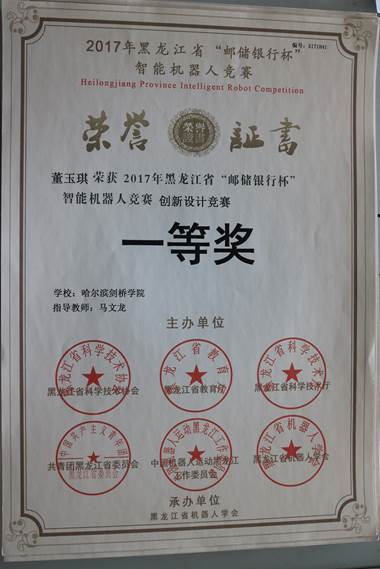 2017年黑龙江省“邮储银行杯”
智能机器人竞赛
Heilongjiang Province Intelligent Robot Competition
荣誉 证书
董玉琪 荣获 2017年黑龙江省“邮储银行杯”
智能机器人竞赛 创新设计竞赛
一等奖
学校:哈尔滨剑桥学院
指导教师:马文龙
主办单位
黑龙江省科学技术协会 黑龙江省教育厅 黑龙江省科学技术厅
共青团黑龙江省委员会 中国机器人运动黑龙江 黑龙江省机器人学会
工作委员会
承办单位
黑龙江省机器人学会